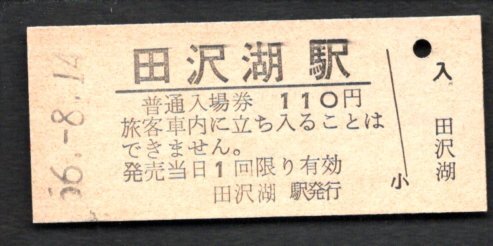 56.-8.14
田沢湖駅
普通入場券 110円
旅客車内に立ち入ることは
できません。
発売当日1回限り有効
田沢湖 駅発行
小
入
田沢湖